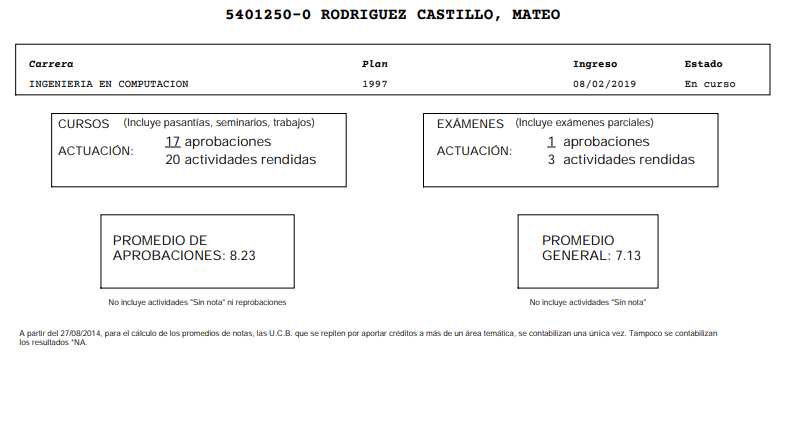 5401250-0 RODRIGUEZ CASTILLO, MATEO
Carrera Plan Ingreso Estado
INGENIERIA EN COMPUTACION 1997 08/02/2019 En curso
CURSOS (Incluye pasantías, seminarios, trabajos)
ACTUACIÓN: 17 aprobaciones
20 actividades rendidas
EXÁMENES (Incluye exámenes parciales)
ACTUACIÓN: 1 aprobaciones
3 actividades rendidas
PROMEDIO DE
APROBACIONES: 8.23
No incluye actividades "Sin nota" ni reprobaciones
PROMEDIO
GENERAL: 7.13
No incluye actividades "Sin nota"
A partir del 27/08/2014, para el cálculo de los promedios de notas, las U.C.B. que se repiten por aportar créditos a más de un área temática, se contabilizan una única vez. Tampoco se contabilizan
los resultados *NA.